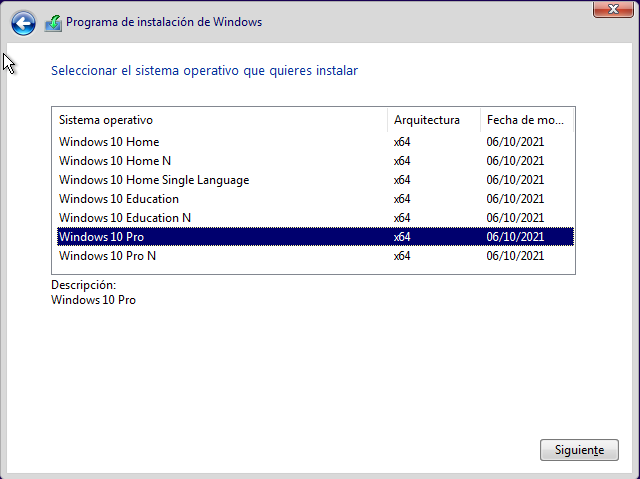 Programa de instalación de Windows
Seleccionar el sistema operativo que quieres instalar
Sistema operativo Arquitectura Fecha de mo...
Windows 10 Home x64 06/10/2021
Windows 10 Home N x64 06/10/2021
Windows 10 Home Single Language x64 06/10/2021
Windows 10 Education x64 06/10/2021
Windows 10 Education N x64 06/10/2021
Windows 10 Pro x64 06/10/2021
Windows 10 Pro N x64 06/10/2021
Descripción:
Windows 10 Pro
Siguiente